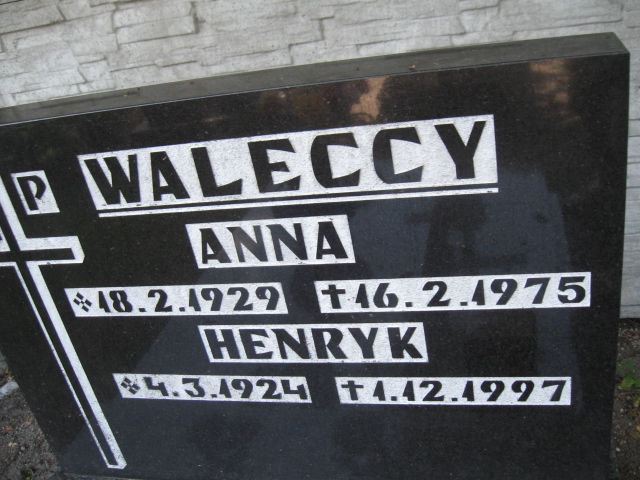 P
WALECCY
ANNA
18.2.1929 †16.2.1975
HENRYK
4.3.1924 †1.12.1997